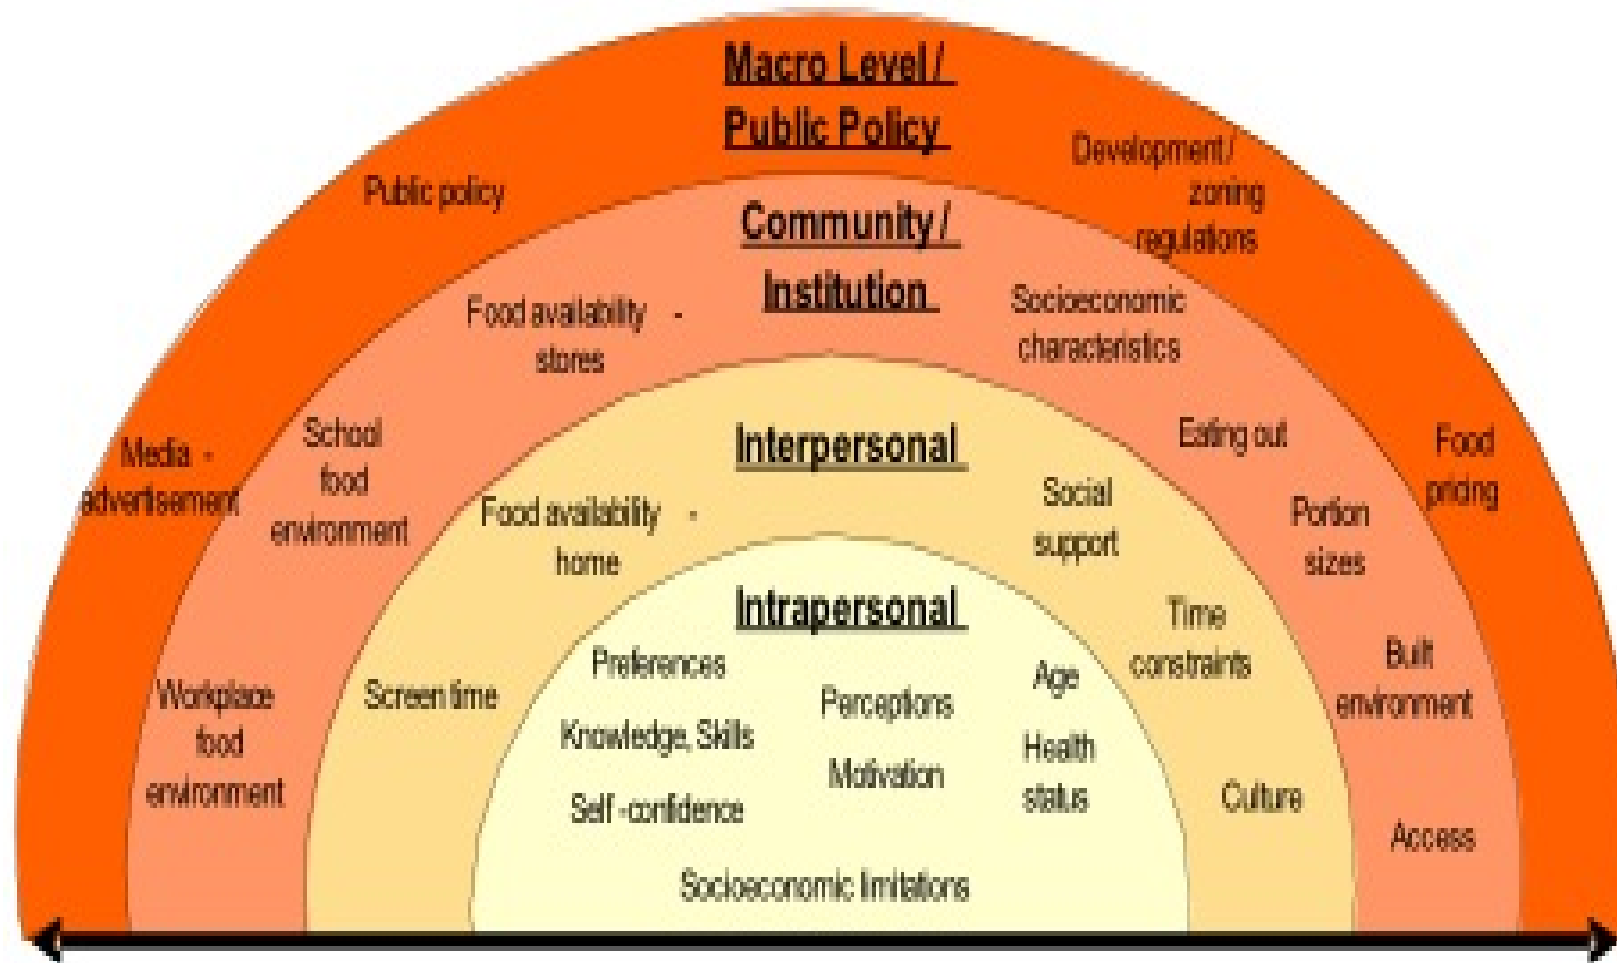 Macro Level /
Public Policy
Public policy
Development /
zoning
regulations
Media -
advertisement
Food
pricing
Community /
Institution
Food availability -
stores
Socioeconomic
characteristics
School
food
environment
Eating out
Portion
sizes
Workplace
food
environment
Built
environment
Access
Interpersonal
Food availability -
home
Social
support
Screen time
Time
constraints
Culture
Intrapersonal
Preferences
Knowledge, Skills
Self -confidence
Perceptions
Motivation
Age
Health
status
Socioeconomic limitations